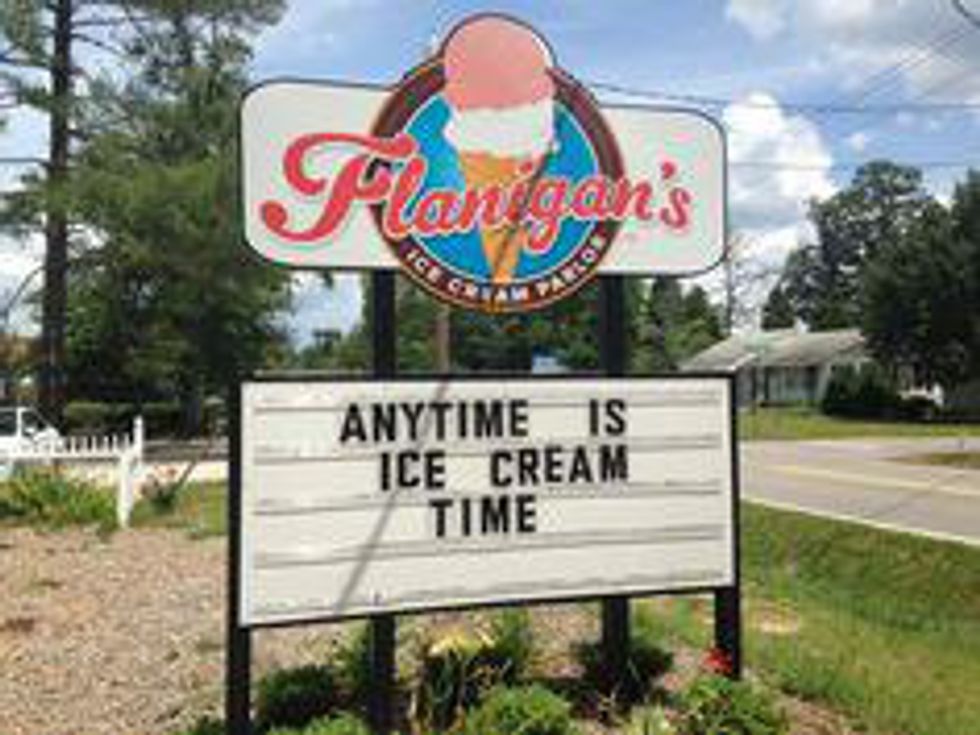 Flanigan's
ICE CREAM PARLOR
ANYTIME IS
ICE CREAM
TIME